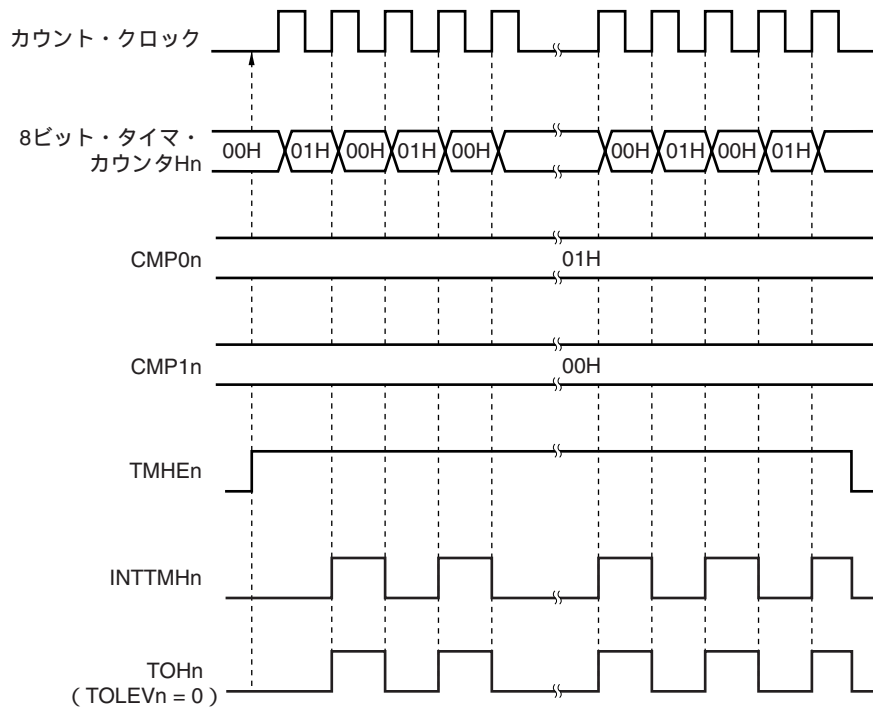 カウント・クロック
8ビット・タイマ・
カウンタHn
00H 01H 00H 01H 00H 00H 01H 00H 01H
CMP0n 01H
CMP1n 00H
TMHEn
INTTMHn
TOHn
（TOLEVn = 0）